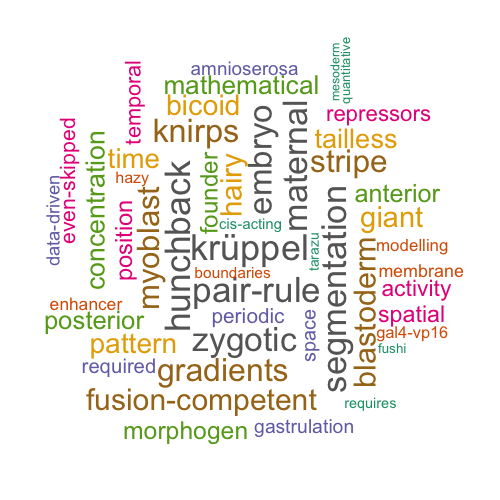 amnioserosa
mathematical
mesoderm
quantitative
temporal
bicoid
repressors
knirps
embryo
maternal
tailless
even-skipped
time
stripe
concentration
hazy
founder
hairy
anterior
data-driven
position
myoblast
hunchback
cis-acting
giant
krüppel
tarazu
segmentation
blastoderm
modelling
boundaries
membrane
pair-rule
activity
enhancer
posterior
periodic
space
spatial
gal4-vp16
zygotic
pattern
fushi
required
gradients
fusion-competent
requires
morphogen
gastrulation